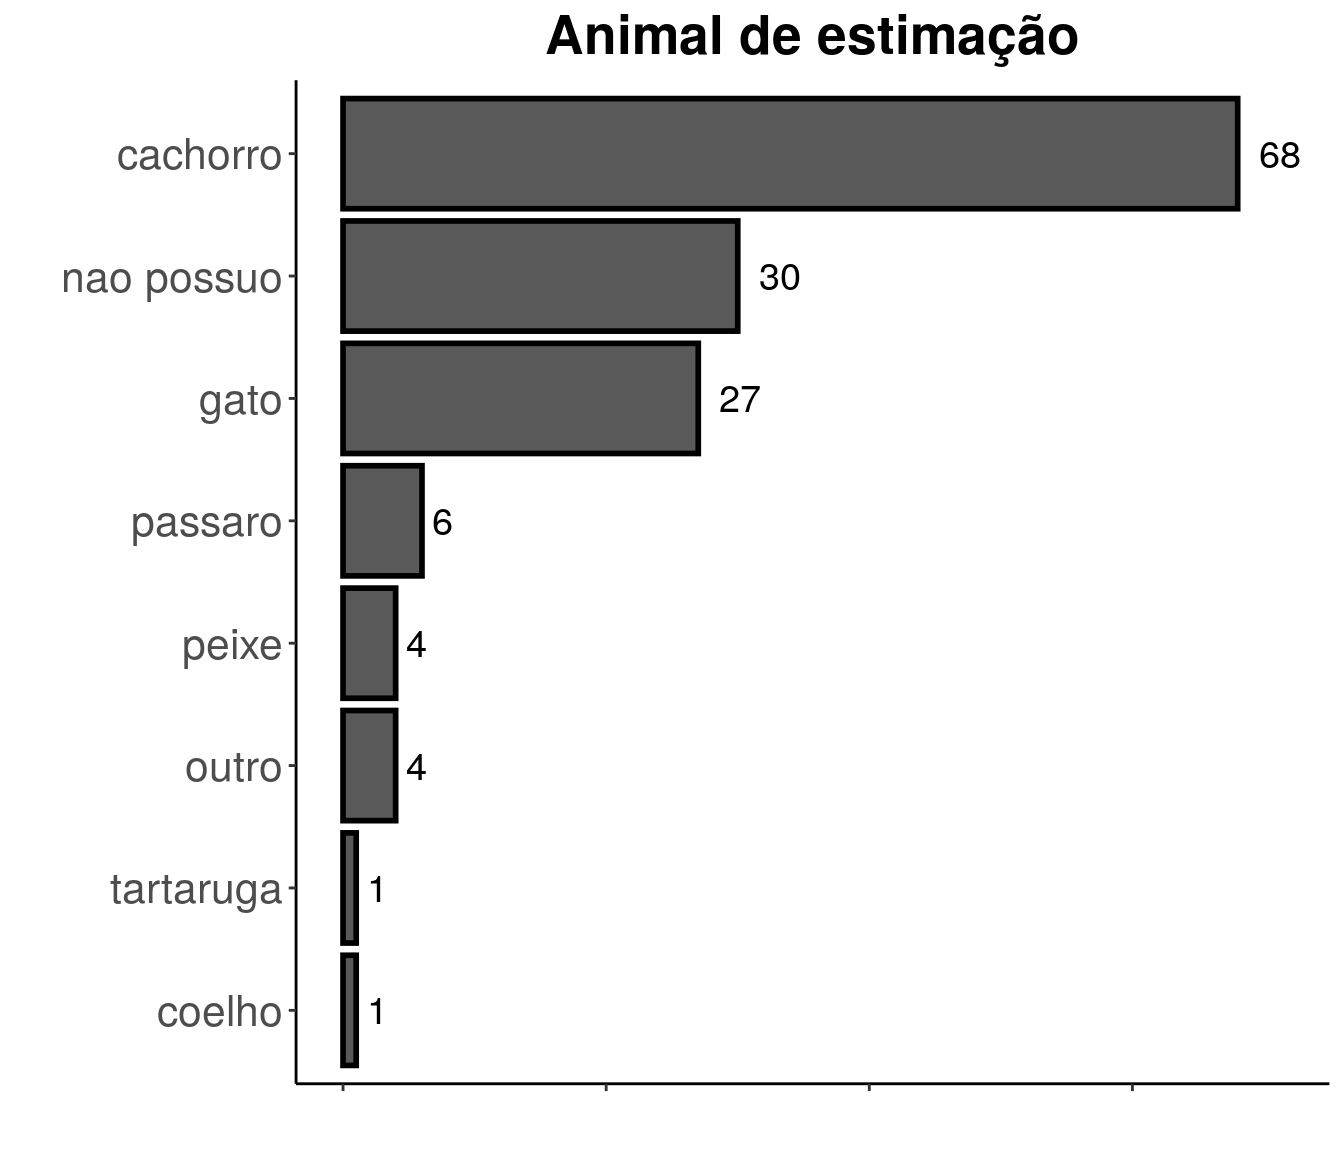 Animal de estimação
cachorro 68
nao possuo 30
gato 27
passaro 6
peixe 4
outro 4
tartaruga 1
coelho 1